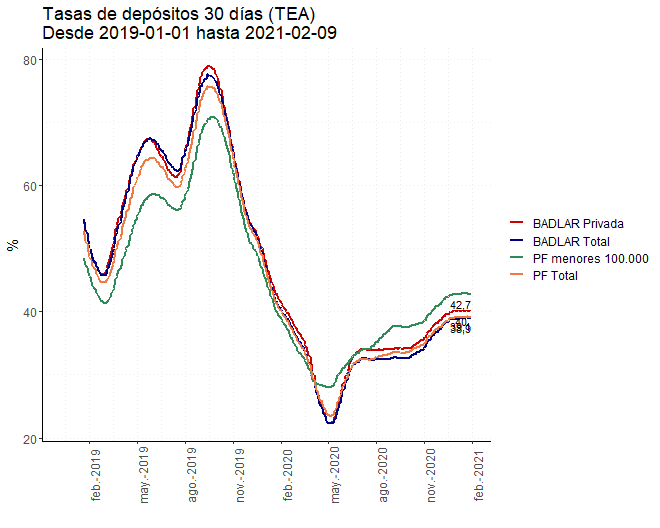 Tasas de depósitos 30 días (TEA)
Desde 2019-01-01 hasta 2021-02-09
80
60
40
20
%
feb.-2019
may.-2019
ago.-2019
nov.-2019
feb.-2020
may.-2020
ago.-2020
nov.-2020
feb.-2021
42,7
BADLAR Privada
BADLAR Total
PF menores 100.000
PF Total